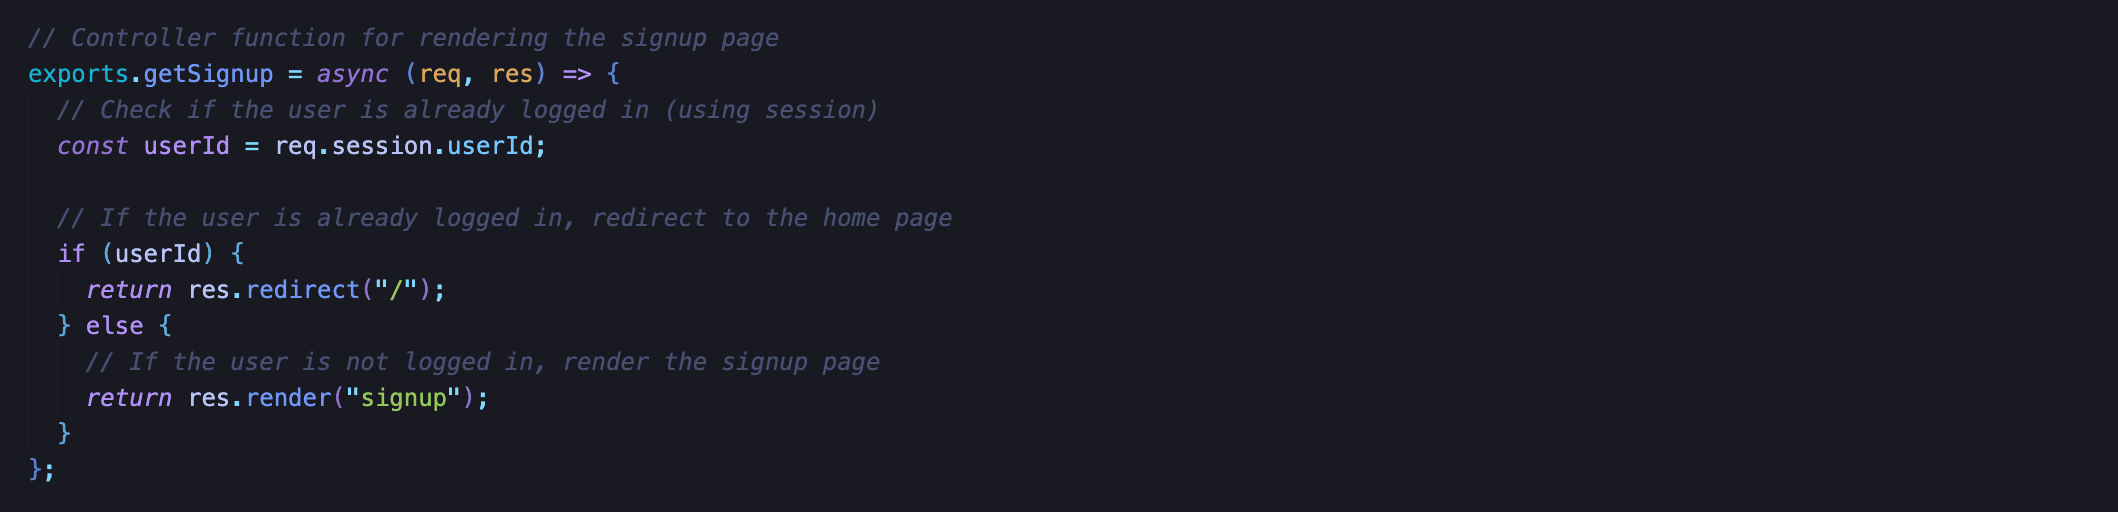 // Controller function for rendering the signup page
exports.getSignup = async (req, res) => {
  // Check if the user is already logged in (using session)
  const userId = req.session.userId;

  // If the user is already logged in, redirect to the home page
  if (userId) {
    return res.redirect("/");
  } else {
    // If the user is not logged in, render the signup page
    return res.render("signup");
  }
};